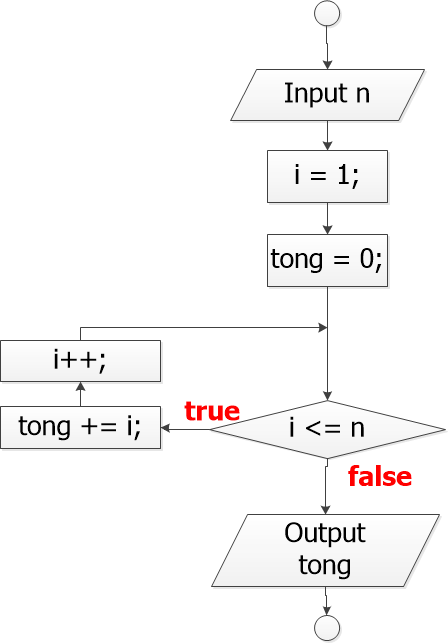 Input n
i = 1;
tong = 0;
i++;
tong += i;
true
i <= n
false
Output
tong